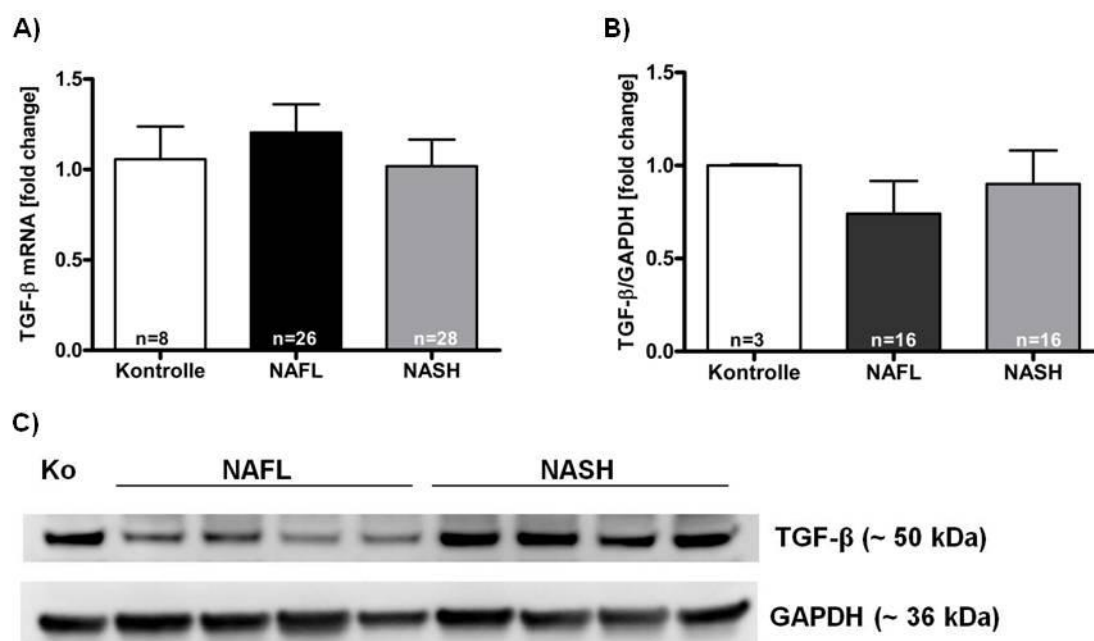 A)
TGF-β mRNA [fold change]
1.5
1.0
0.5
0.0
n=8
n=26
n=28
Kontrolle
NAFL
NASH
B)
TGF-β/GAPDH [fold change]
1.5
1.0
0.5
0.0
n=3
n=16
n=16
Kontrolle
NAFL
NASH
C)
Ko
NAFL
NASH
TGF-β (~ 50 kDa)
GAPDH (~ 36 kDa)